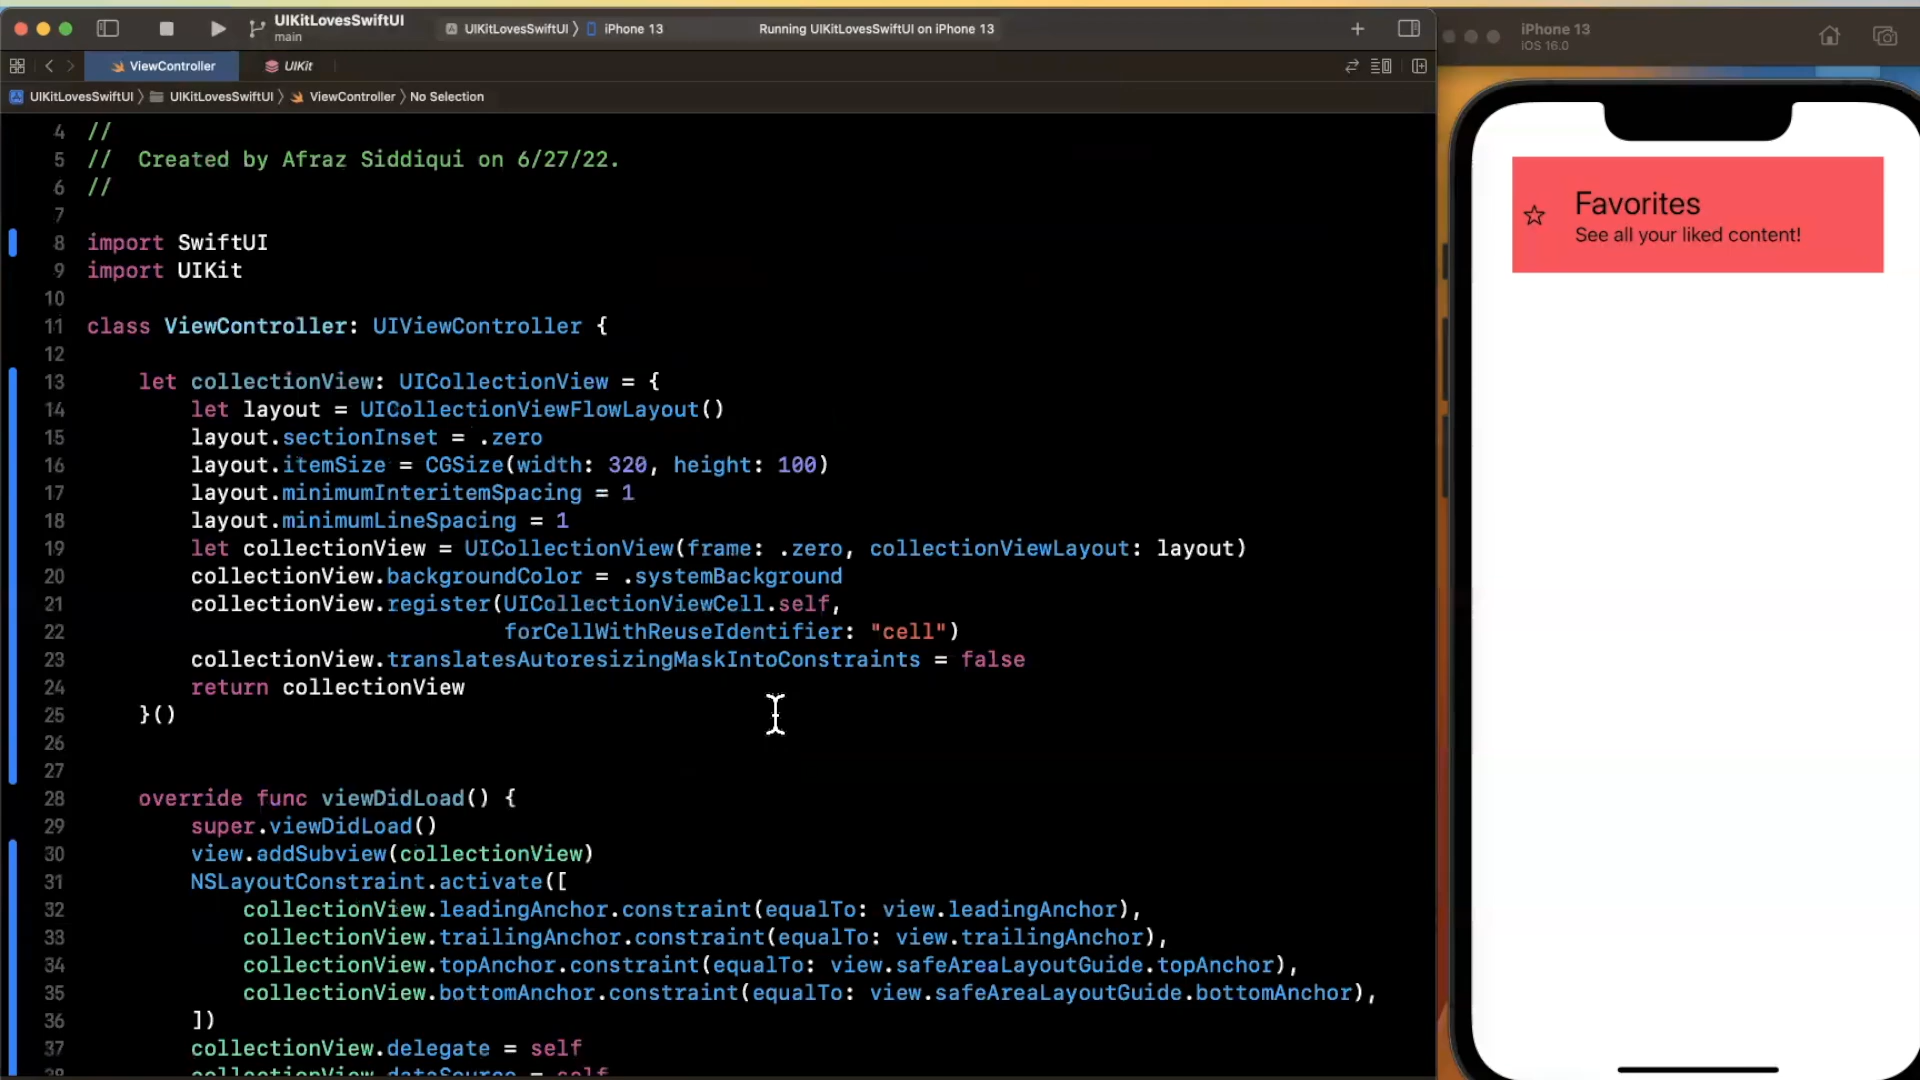 UIKitLovesSwiftUI
main
UIKitLovesSwiftUI 〉 iPhone 13
Running UIKitLovesSwiftUI on iPhone 13
ViewController
UIKit
UIKitLovesSwiftUI 〉 UIKitLovesSwiftUI 〉 ViewController 〉 No Selection
4 //
5 //  Created by Afraz Siddiqui on 6/27/22.
6 //
7
8 import SwiftUI
9 import UIKit
10
11 class ViewController: UIViewController {
12
13     let collectionView: UICollectionView = {
14         let layout = UICollectionViewFlowLayout()
15         layout.sectionInset = .zero
16         layout.itemSize = CGSize(width: 320, height: 100)
17         layout.minimumInteritemSpacing = 1
18         layout.minimumLineSpacing = 1
19         let collectionView = UICollectionView(frame: .zero, collectionViewLayout: layout)
20         collectionView.backgroundColor = .systemBackground
21         collectionView.register(UICollectionViewCell.self,
22                                 forCellWithReuseIdentifier: "cell")
23         collectionView.translatesAutoresizingMaskIntoConstraints = false
24         return collectionView
25     }()
26
27
28     override func viewDidLoad() {
29         super.viewDidLoad()
30         view.addSubview(collectionView)
31         NSLayoutConstraint.activate([
32             collectionView.leadingAnchor.constraint(equalTo: view.leadingAnchor),
33             collectionView.trailingAnchor.constraint(equalTo: view.trailingAnchor),
34             collectionView.topAnchor.constraint(equalTo: view.safeAreaLayoutGuide.topAnchor),
35             collectionView.bottomAnchor.constraint(equalTo: view.safeAreaLayoutGuide.bottomAnchor),
36         ])
37         collectionView.delegate = self
38         collectionView.dataSource = self
iPhone 13
iOS 16.0
Favorites
See all your liked content!